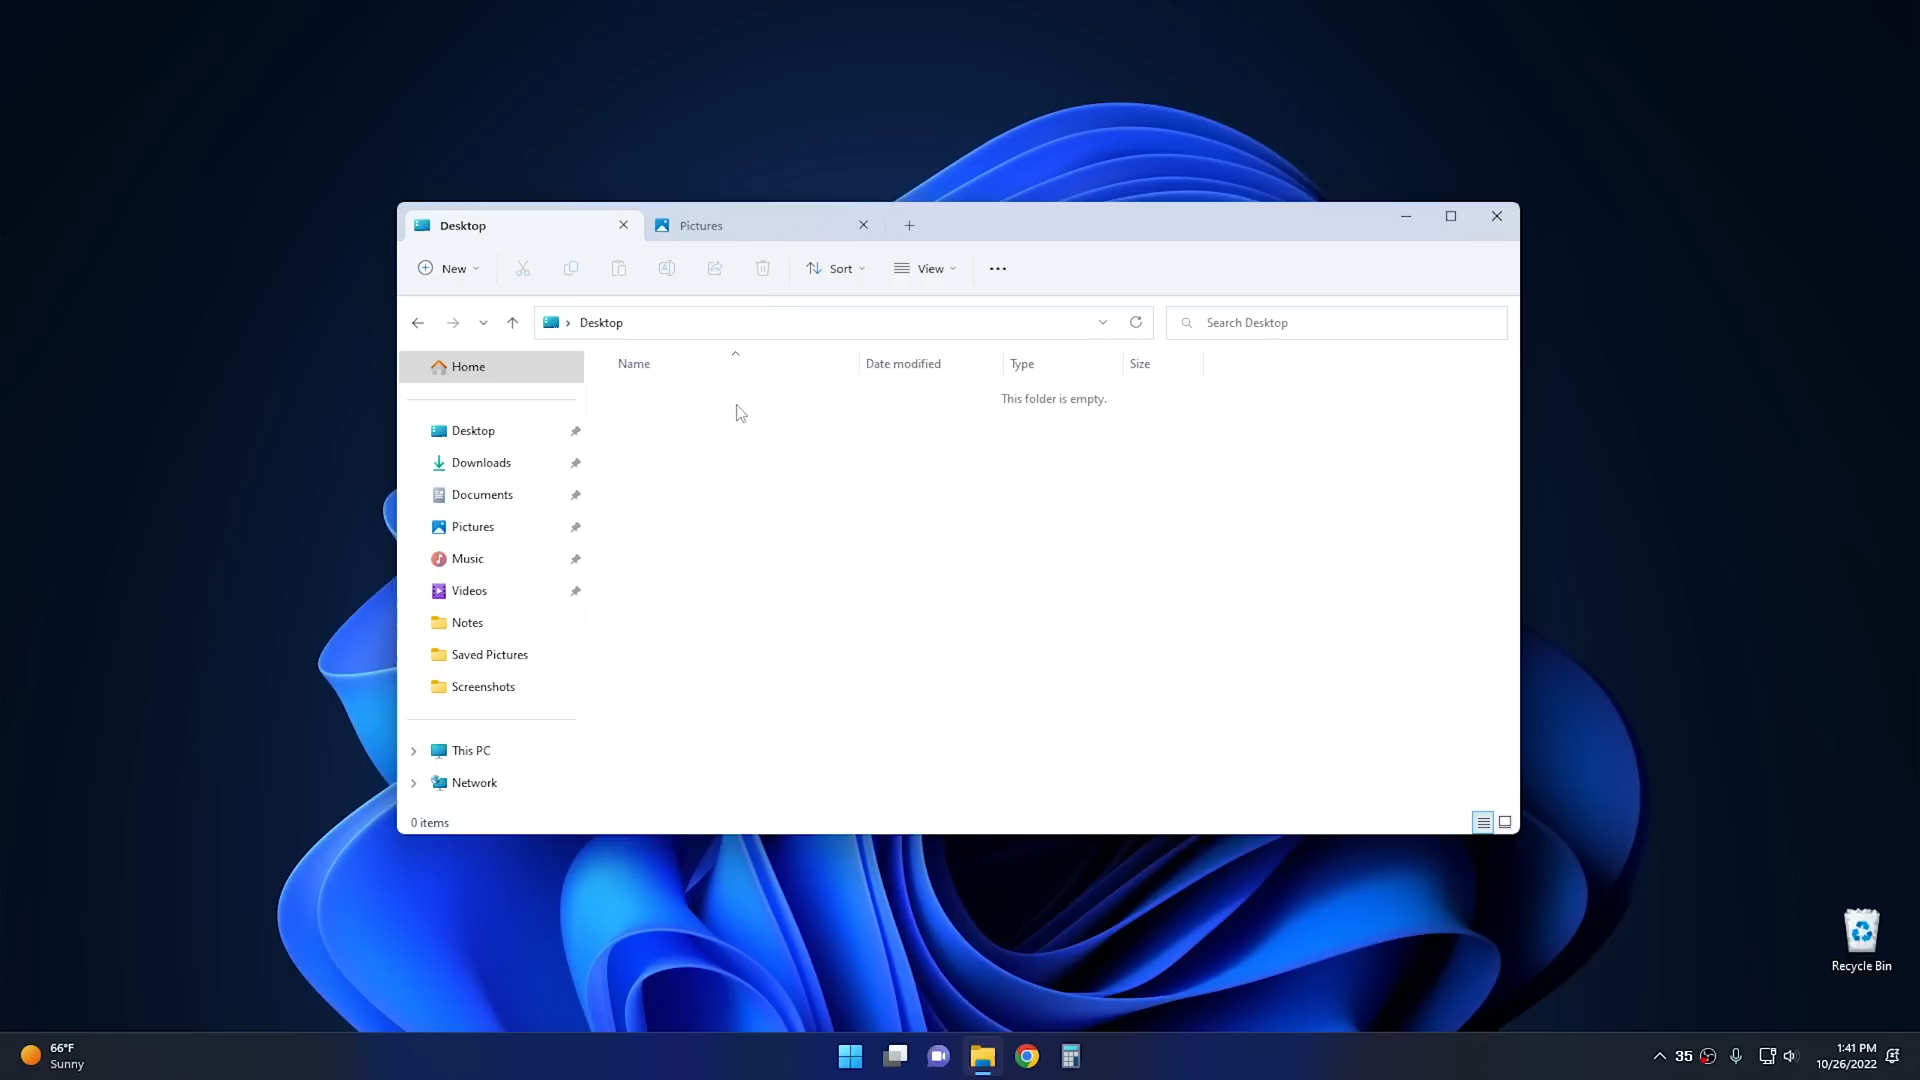 Desktop
Pictures
New
Sort
View
Desktop
Search Desktop
Home
Name
Date modified
Type
Size
This folder is empty.
Desktop
Downloads
Documents
Pictures
Music
Videos
Notes
Saved Pictures
Screenshots
This PC
Network
0 items
Recycle Bin
66°F
Sunny
35
1:41 PM
10/26/2022